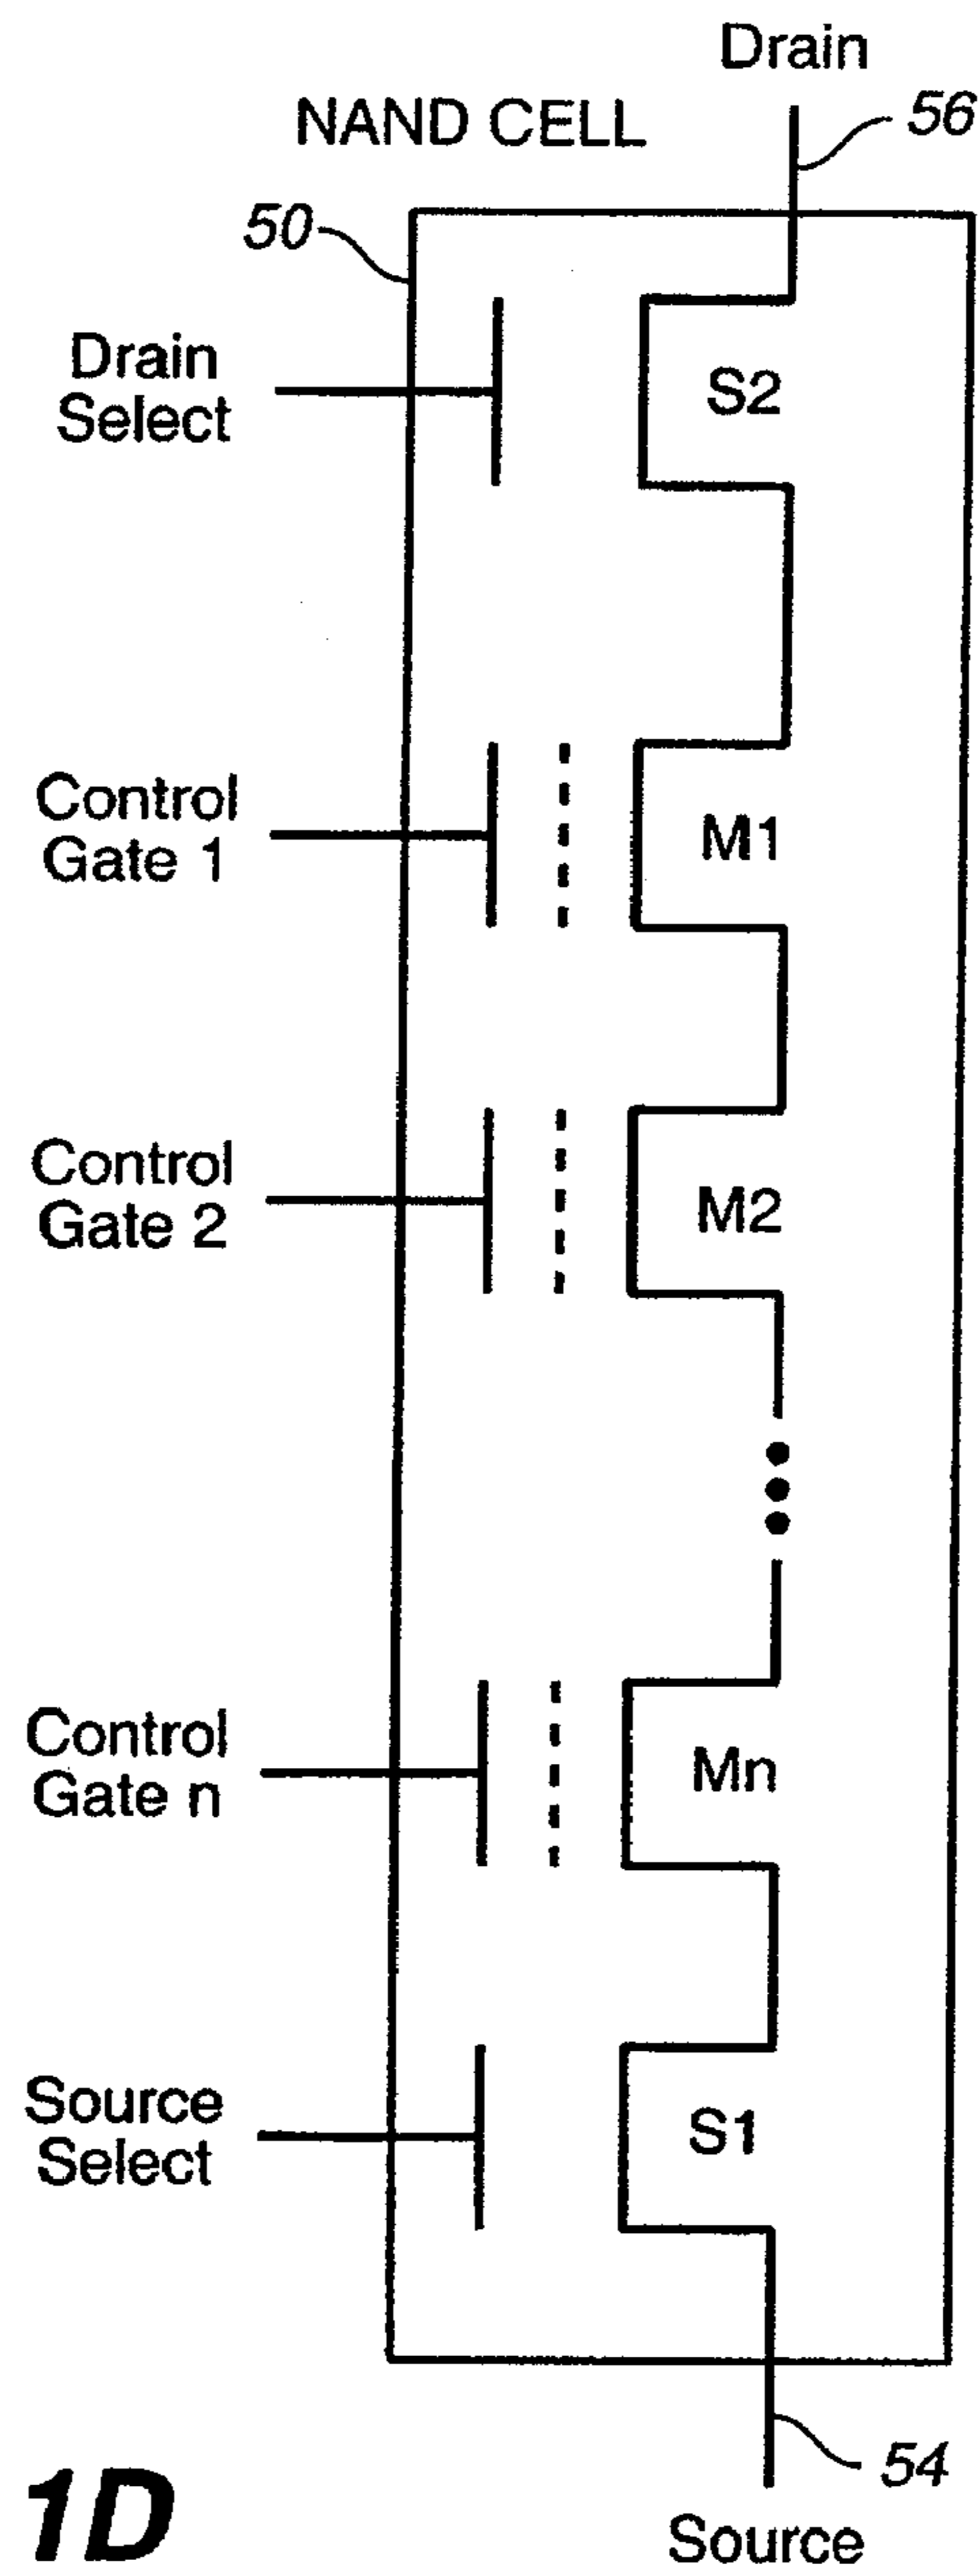 Drain
56
NAND CELL
50
Drain
Select
S2
Control
Gate 1
M1
Control
Gate 2
M2
Control
Gate n
Mn
Source
Select
S1
54
1D
Source